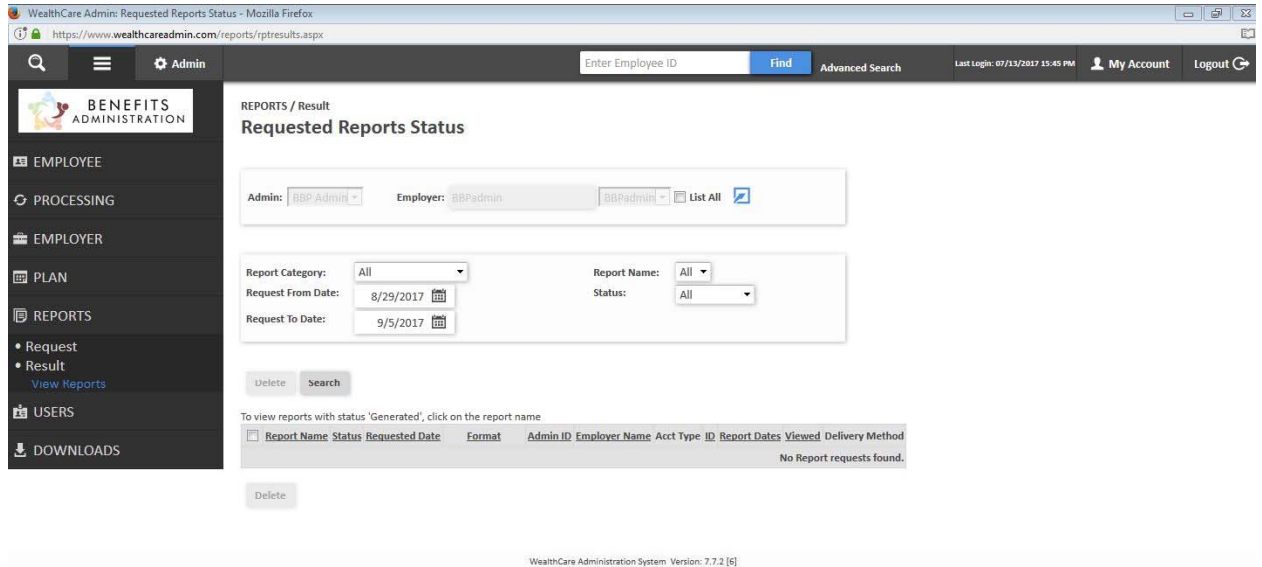 WealthCare Admin: Requested Reports Status - Mozilla Firefox
https://www.wealthcareadmin.com/reports/rptresults.aspx
Admin
Enter Employee ID
Find
Advanced Search
Last Login: 07/13/2017 15:45 PM
My Account
Logout
BENEFITS
ADMINISTRATION
EMPLOYEE
PROCESSING
EMPLOYER
PLAN
REPORTS
• Request
• Result
View Reports
USERS
DOWNLOADS
REPORTS / Result
Requested Reports Status
Admin: BBP Admin Employer: BBPadmin BBPadmin List All
Report Category: All Report Name: All
Request From Date: 8/29/2017 Status: All
Request To Date: 9/5/2017
Delete Search
To view reports with status 'Generated', click on the report name
Report Name Status Requested Date Format Admin ID Employer Name Acct Type ID Report Dates Viewed Delivery Method
No Report requests found.
Delete
WealthCare Administration System Version: 7.7.2 [6]